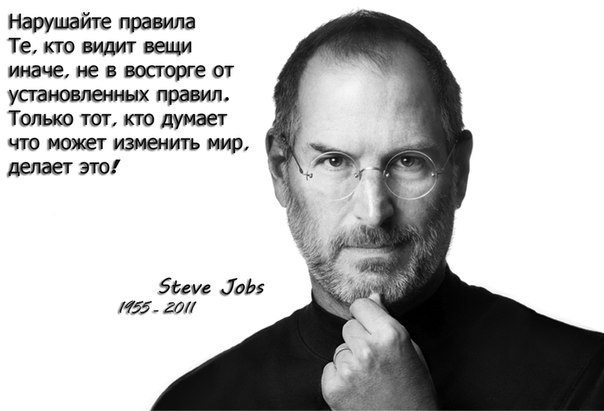 Нарушайте правила
Те, кто видит вещи
иначе, не в восторге от
установленных правил.
Только тот, кто думает
что может изменить мир,
делает это!
Steve Jobs
1955 - 2011